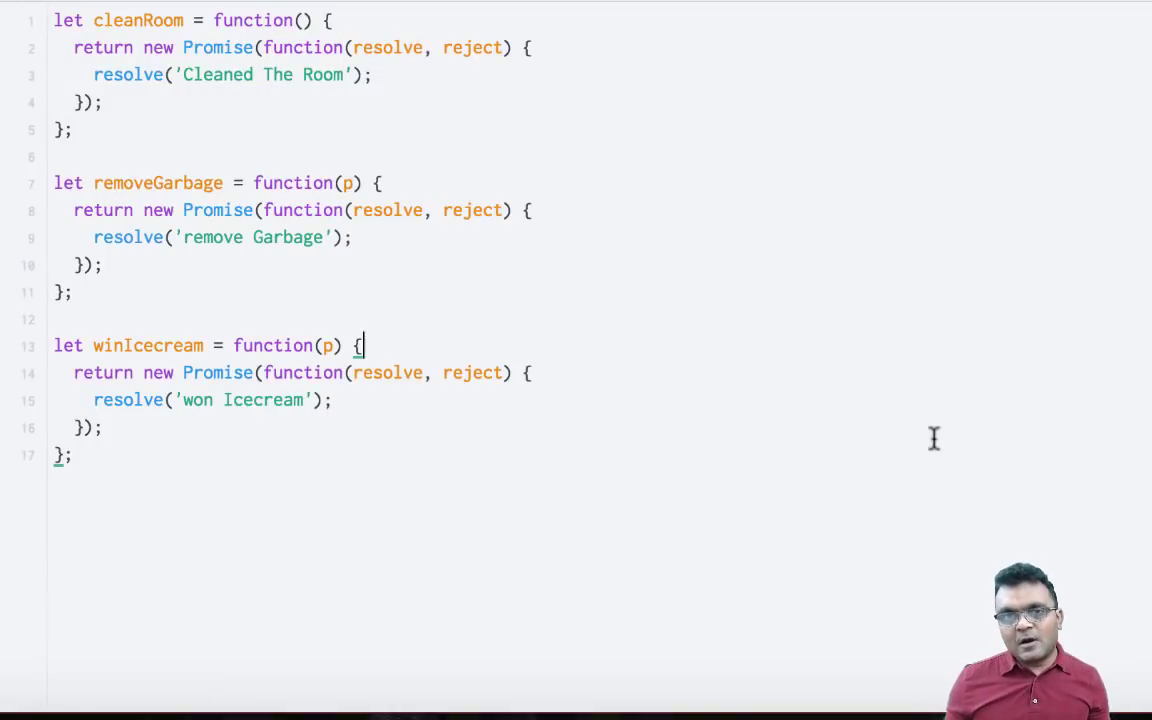 1 let cleanRoom = function() {
2 return new Promise(function(resolve, reject) {
3 resolve('Cleaned The Room');
4 });
5 };
6
7 let removeGarbage = function(p) {
8 return new Promise(function(resolve, reject) {
9 resolve('remove Garbage');
10 });
11 };
12
13 let winIcecream = function(p) {
14 return new Promise(function(resolve, reject) {
15 resolve('won Icecream');
16 });
17 };